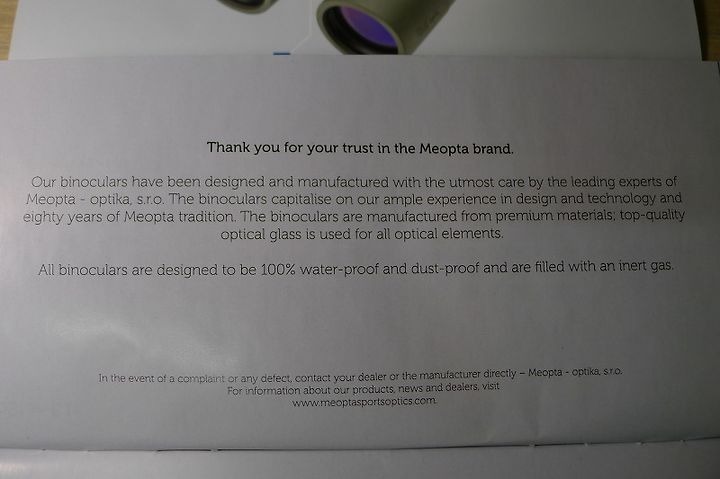 Thank you for your trust in the Meopta brand.
Our binoculars have been designed and manufactured with the utmost care by the leading experts of
Meopta - optika, s.r.o. The binoculars capitalise on our ample experience in design and technology and
eighty years of Meopta tradition. The binoculars are manufactured from premium materials; top-quality
optical glass is used for all optical elements.
All binoculars are designed to be 100% water-proof and dust-proof and are filled with an inert gas.
In the event of a complaint or any defect, contact your dealer or the manufacturer directly – Meopta - optika, s.r.o.
For information about our products, news and dealers, visit
www.meoptasportsoptics.com.